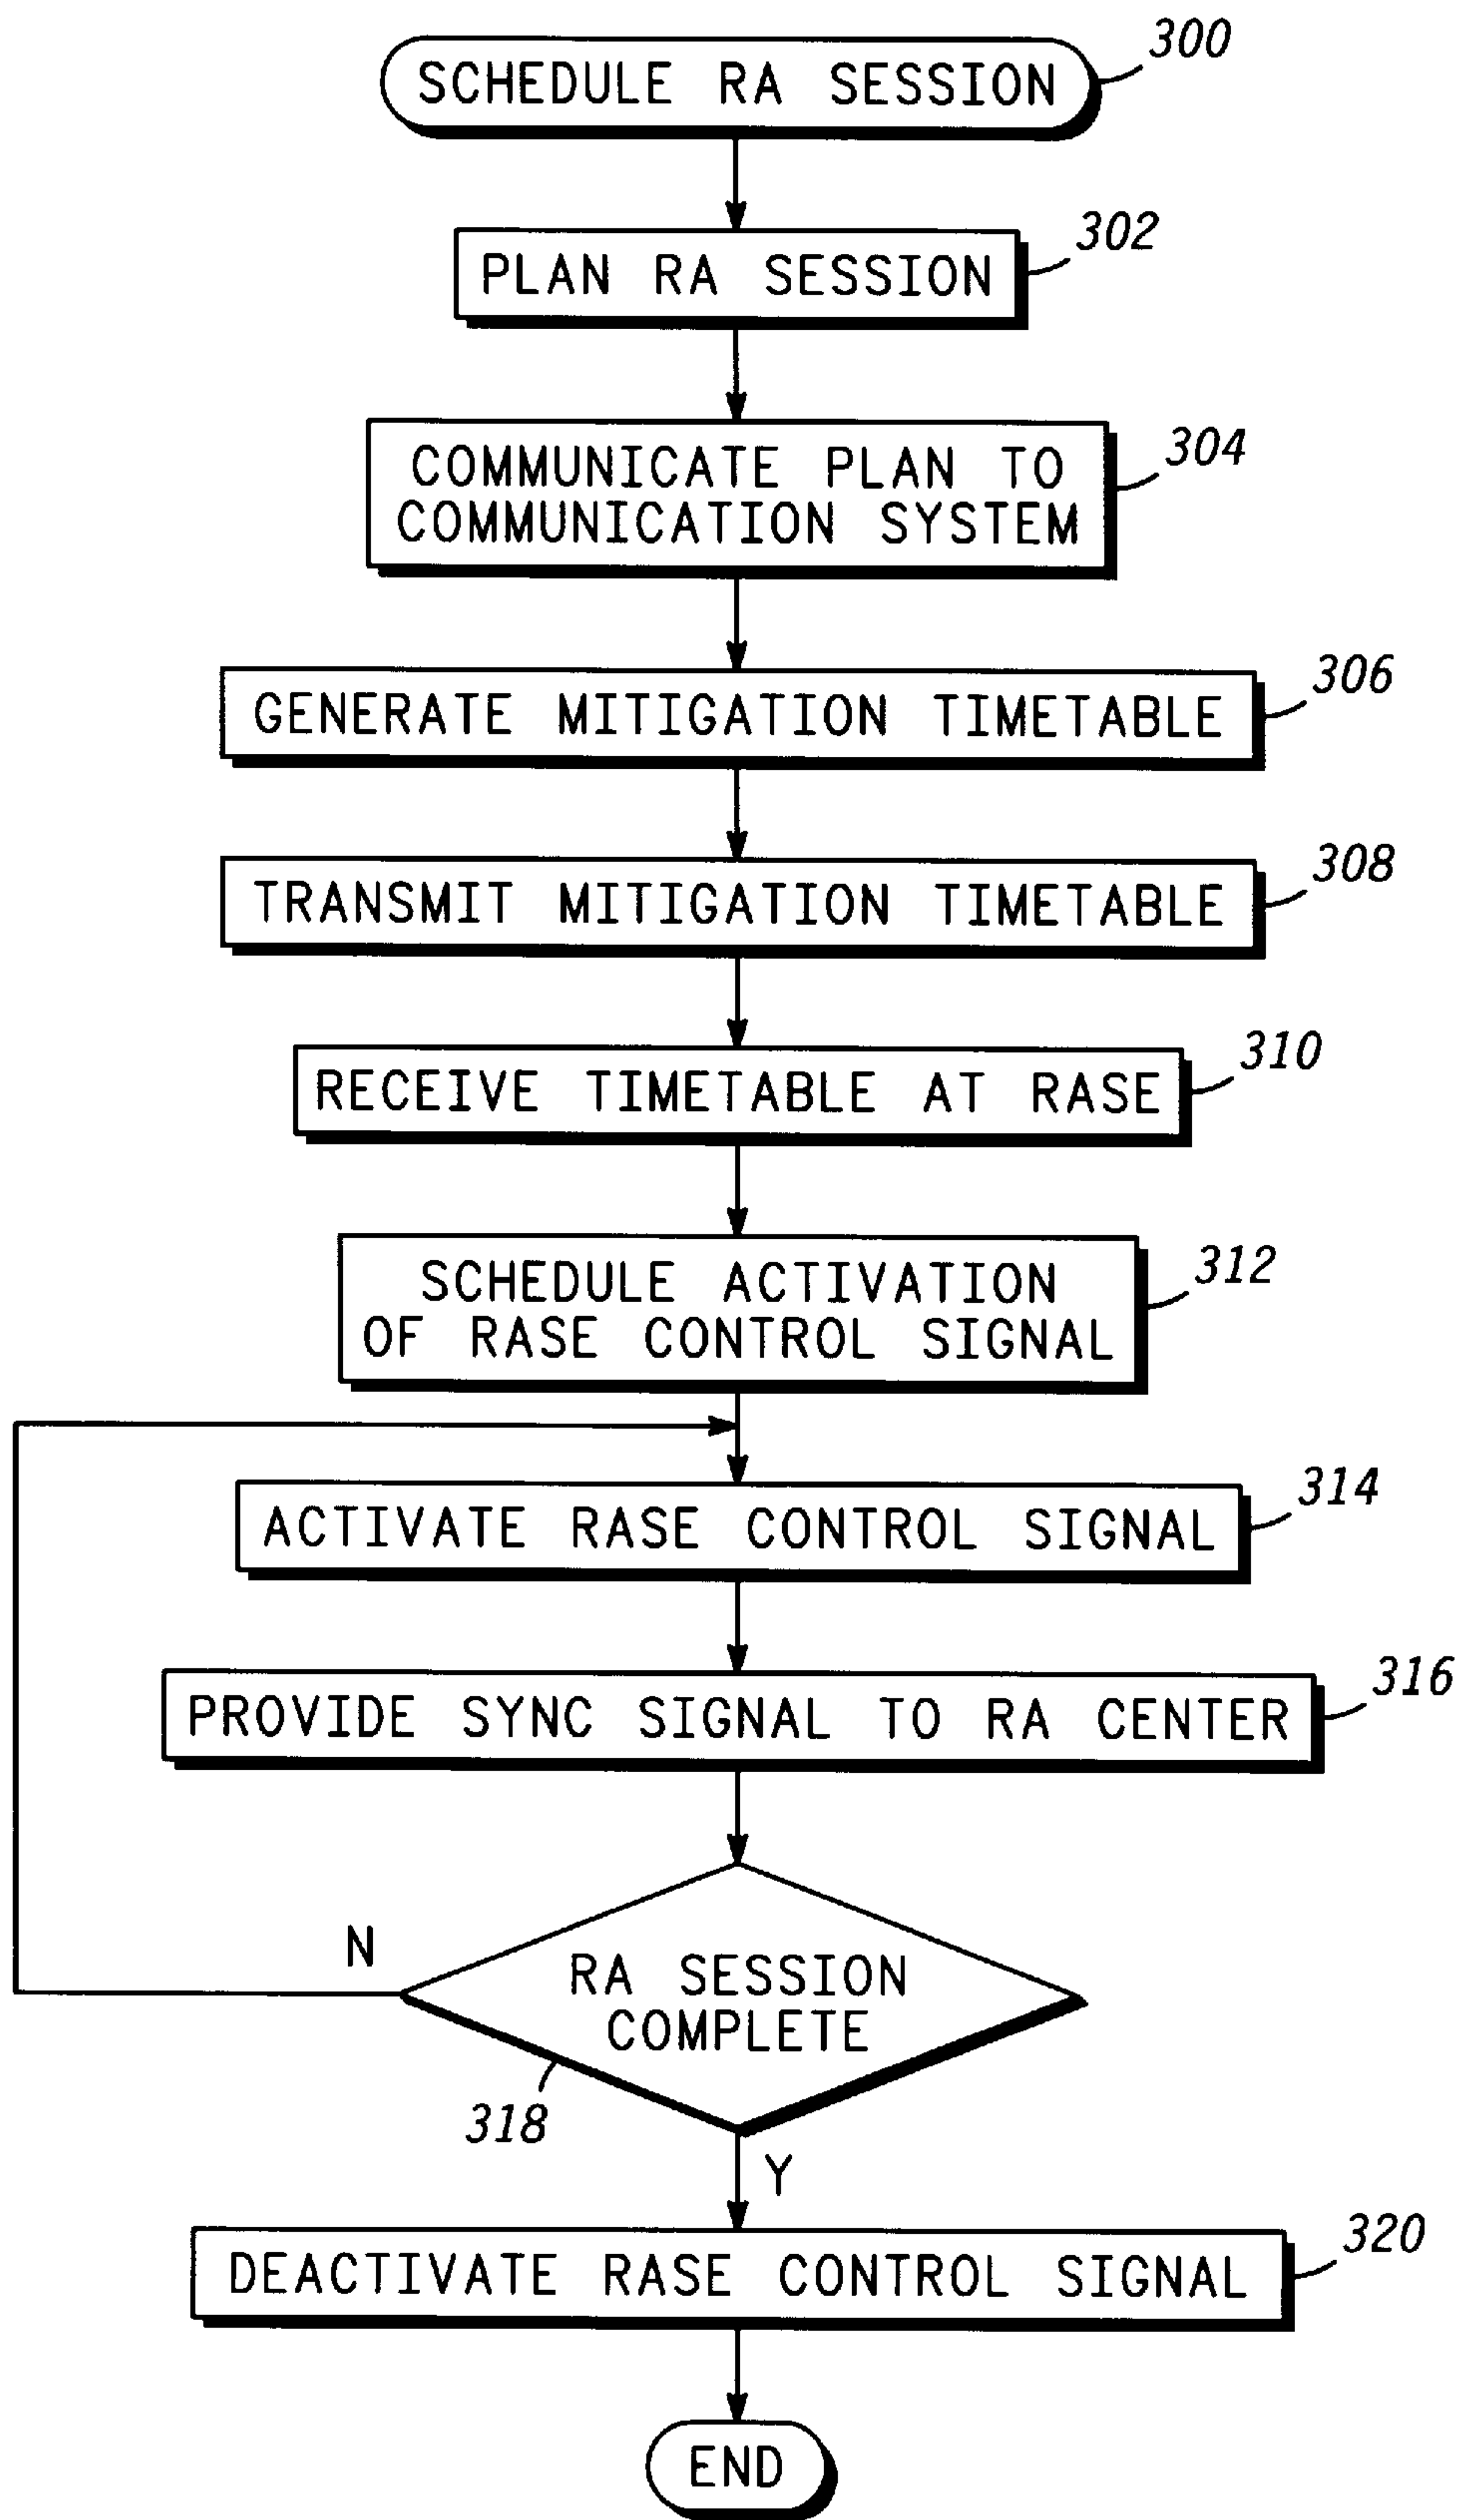 SCHEDULE RA SESSION
300
PLAN RA SESSION
302
COMMUNICATE PLAN TO
COMMUNICATION SYSTEM
304
GENERATE MITIGATION TIMETABLE
306
TRANSMIT MITIGATION TIMETABLE
308
RECEIVE TIMETABLE AT RASE
310
SCHEDULE ACTIVATION
OF RASE CONTROL SIGNAL
312
ACTIVATE RASE CONTROL SIGNAL
314
PROVIDE SYNC SIGNAL TO RA CENTER
316
N
RA SESSION
COMPLETE
318
Y
DEACTIVATE RASE CONTROL SIGNAL
320
END